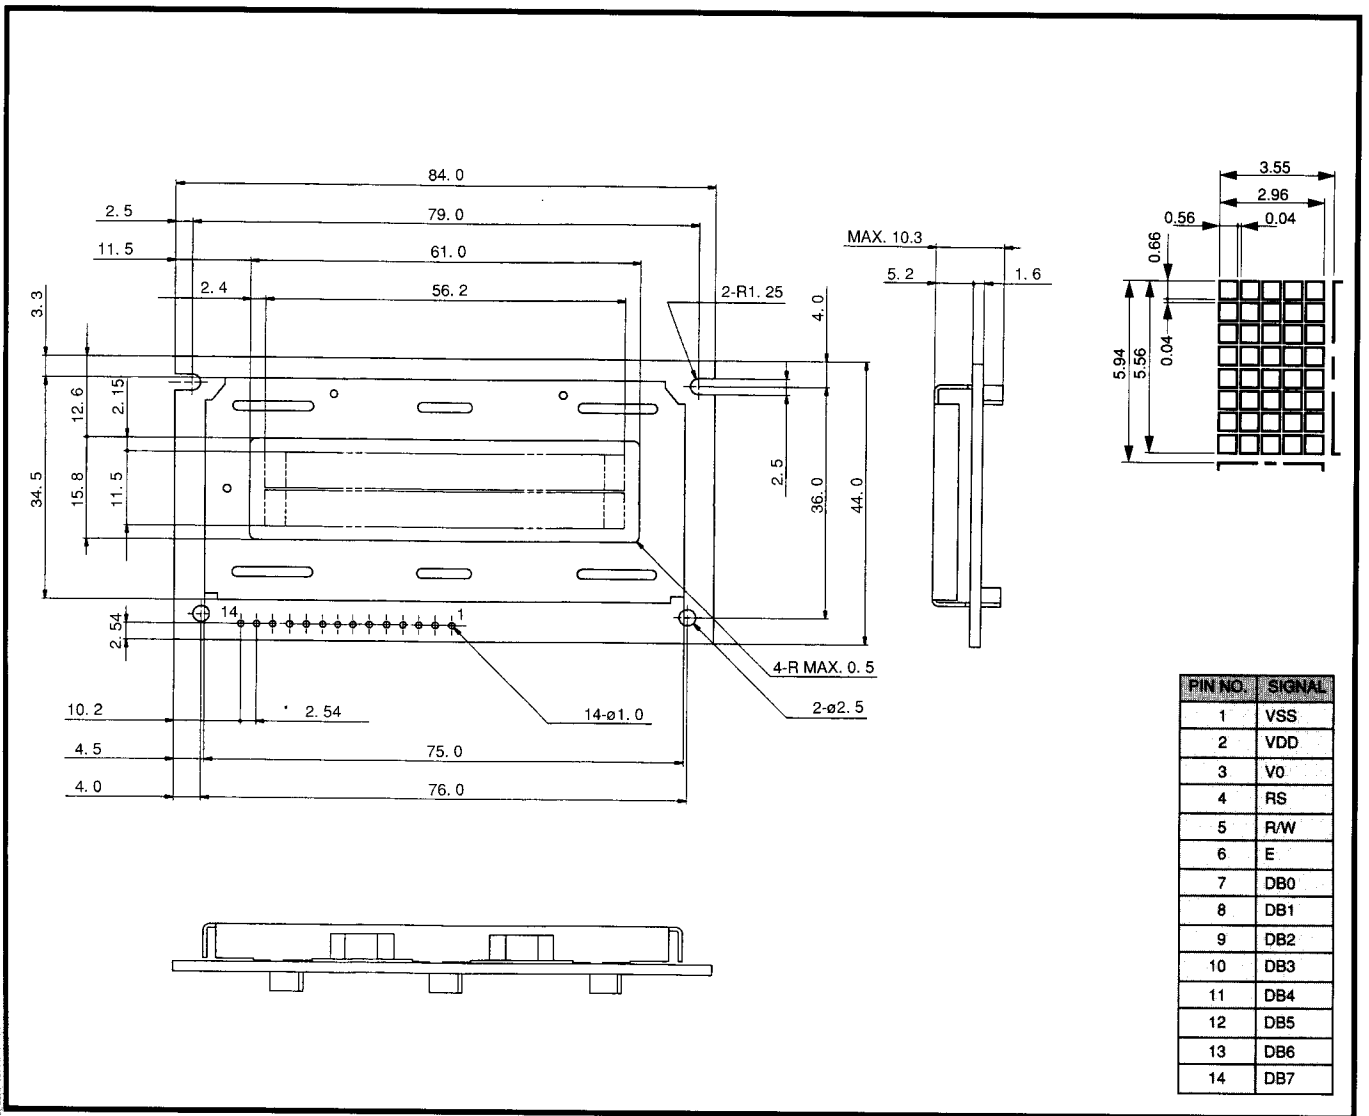 84.0
2.5
79.0
11.5
61.0
2.4
56.2
2-R1.25
3.3
4.0
12.6
2.15
34.5
15.8
11.5
2.5
36.0
44.0
2.54
14
1
4-R MAX. 0.5
10.2
2.54
14-ø1.0
2-ø2.5
4.5
75.0
4.0
76.0
MAX. 10.3
5.2
1.6
3.55
2.96
0.56
0.04
0.66
0.04
5.94
5.56
PIN NO. SIGNAL
1 VSS
2 VDD
3 V0
4 RS
5 R/W
6 E
7 DB0
8 DB1
9 DB2
10 DB3
11 DB4
12 DB5
13 DB6
14 DB7